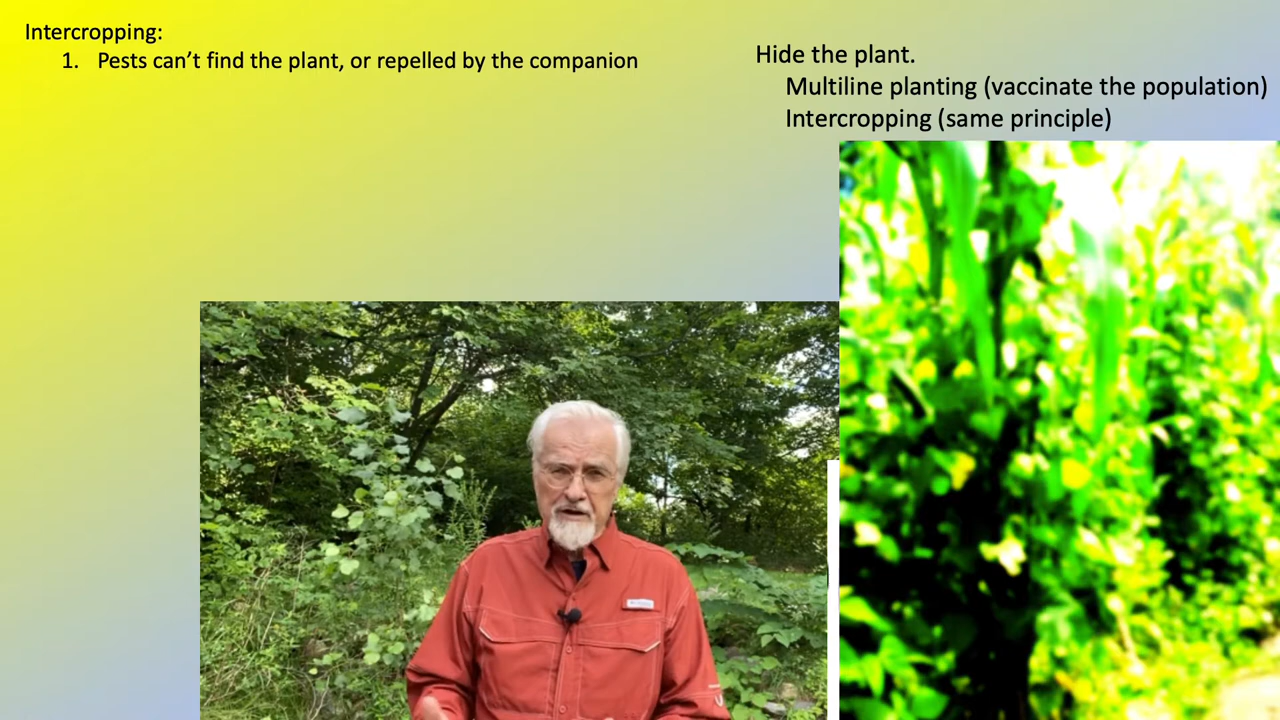 Intercropping:
1. Pests can’t find the plant, or repelled by the companion
Hide the plant.
Multiline planting (vaccinate the population)
Intercropping (same principle)